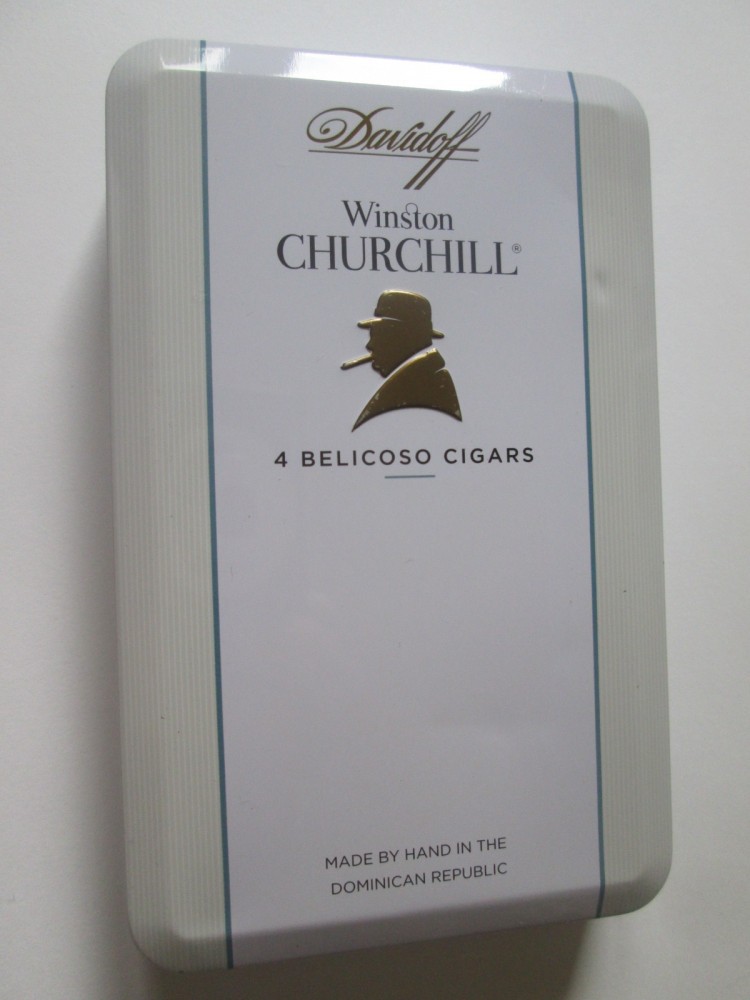 Davidoff
Winston
CHURCHILL®
4 BELICOSO CIGARS
MADE BY HAND IN THE
DOMINICAN REPUBLIC